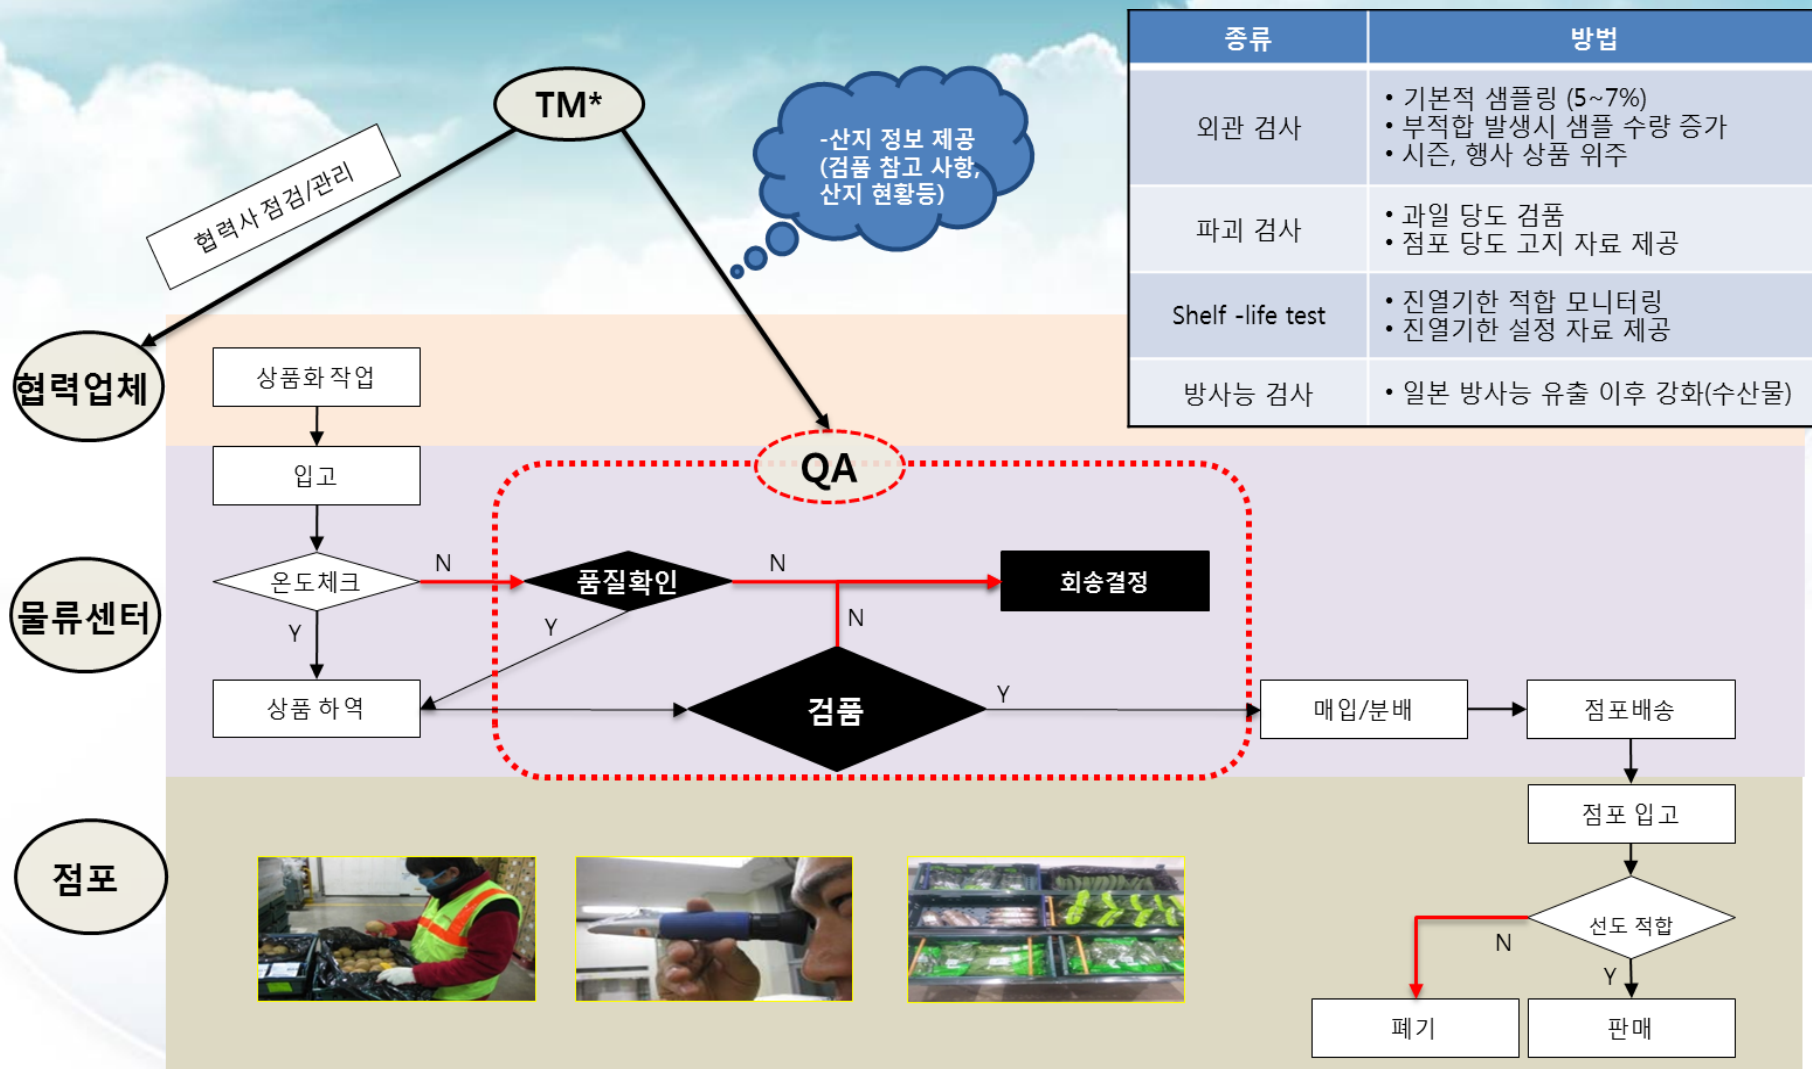 TM*
협력사 점검/관리
-산지 정보 제공
(검품 참고 사항,
산지 현황등)
종류
방법
외관 검사
• 기본적 샘플링 (5~7%)
• 부적합 발생시 샘플 수량 증가
• 시즌, 행사 상품 위주
파괴 검사
• 과일 당도 검품
• 점포 당도 고지 자료 제공
Shelf -life test
• 진열기한 적합 모니터링
• 진열기한 설정 자료 제공
방사능 검사
• 일본 방사능 유출 이후 강화(수산물)
협력업체
상품화 작업
입고
QA
물류센터
온도체크
N
품질확인
N
회송결정
Y
Y
N
상품 하역
검품
Y
매입/분배
점포배송
점포
점포 입고
선도 적합
N
Y
폐기
판매